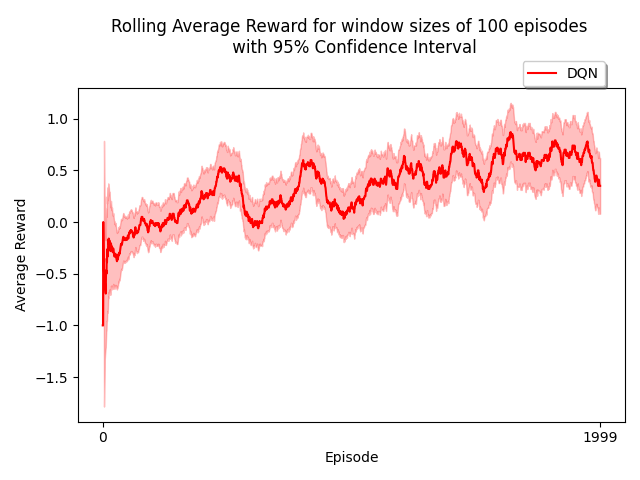 Rolling Average Reward for window sizes of 100 episodes
with 95% Confidence Interval
DQN
1.0
0.5
0.0
−0.5
−1.0
−1.5
Average Reward
0
1999
Episode